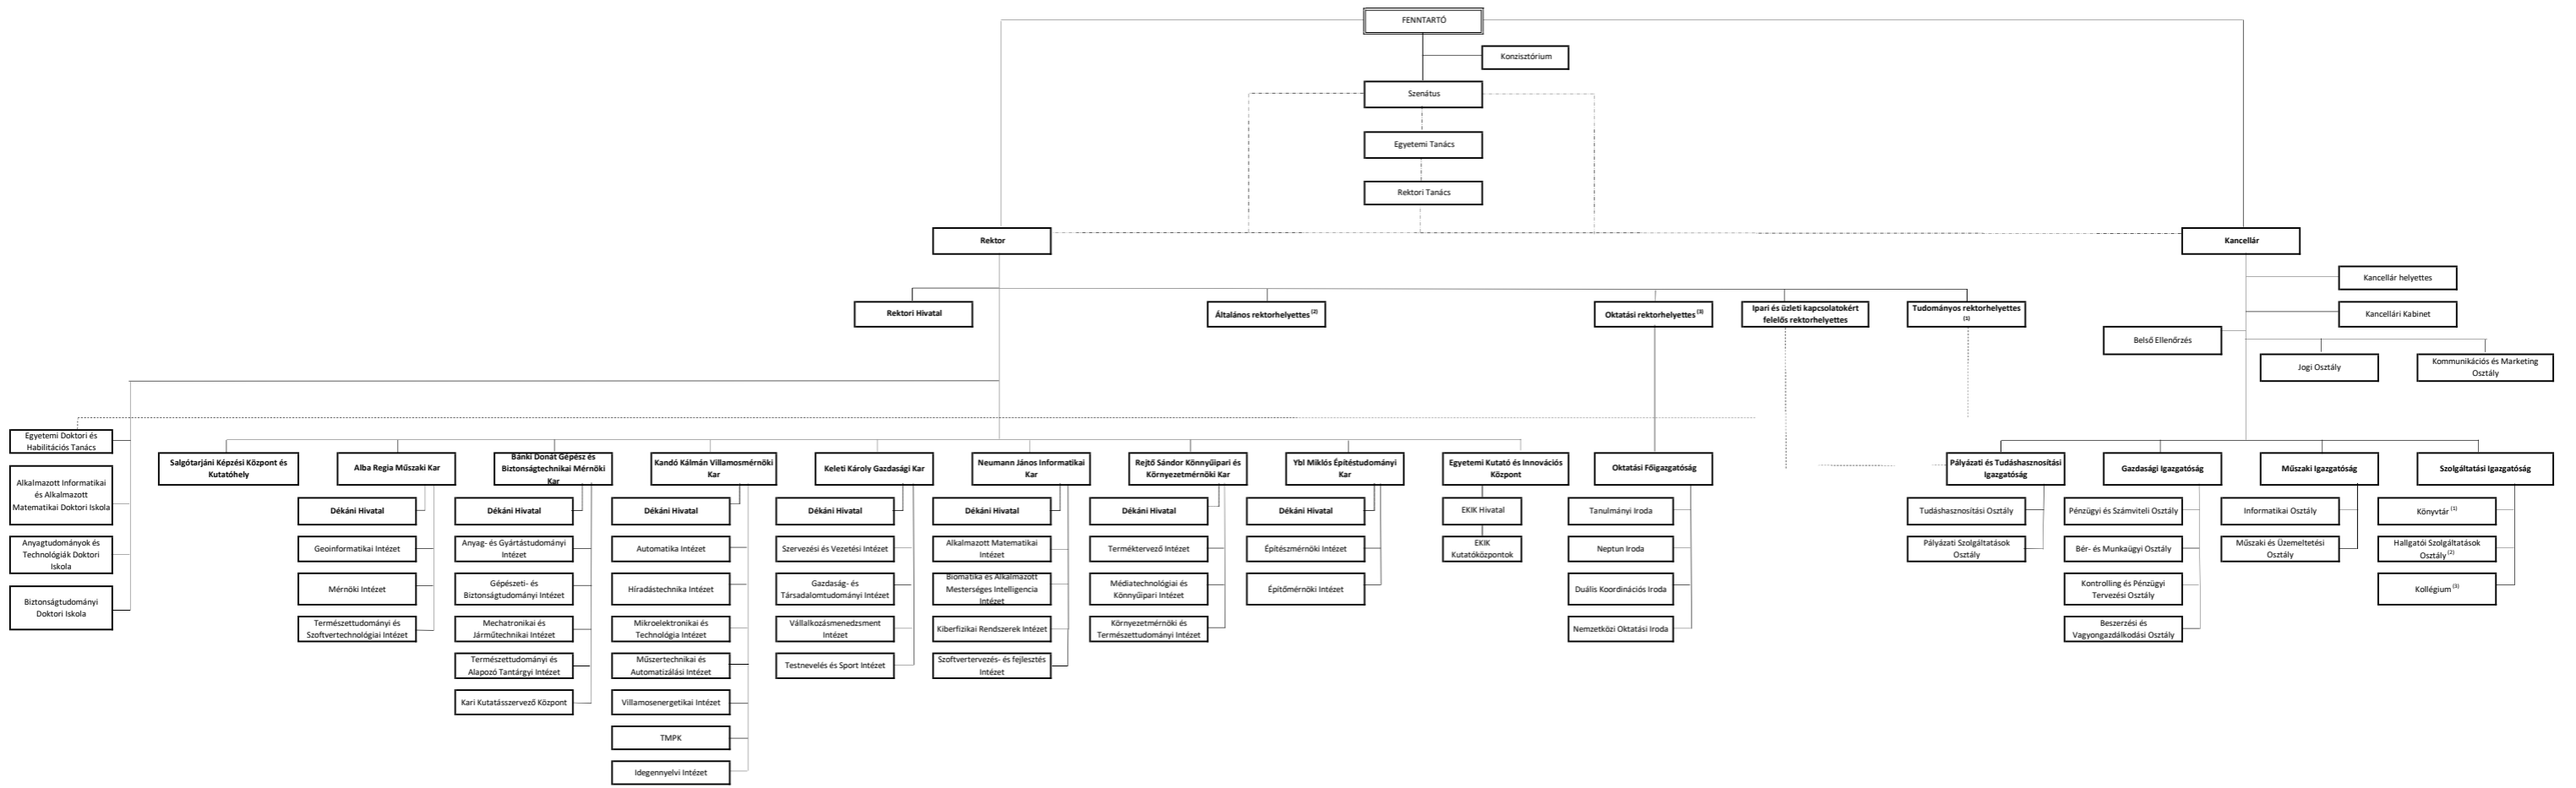 FENNTARTÓ
Konzisztórium
Szenátus
Egyetemi Tanács
Rektori Tanács
Rektor
Kancellár
Kancellár helyettes
Rektori Hivatal
Általános rektorhelyettes (2)
Oktatási rektorhelyettes (3)
Ipari és üzleti kapcsolatokért
felelős rektorhelyettes
Tudományos rektorhelyettes
(1)
Kancellári Kabinet
Belső Ellenőrzés
Jogi Osztály
Kommunikációs és Marketing
Osztály
Egyetemi Doktori és
Habilitációs Tanács
Alkalmazott Informatikai
és Alkalmazott
Matematikai Doktori Iskola
Anyagtudományok és
Technológiák Doktori
Iskola
Biztonságtudományi
Doktori Iskola
Salgótarjáni Képzési Központ és
Kutatóhely
Alba Regia Műszaki Kar
Dékáni Hivatal
Geoinformatikai Intézet
Mérnöki Intézet
Természettudományi és
Szoftvertechnológiai Intézet
Bánki Donát Gépész és
Biztonságtechnikai Mérnöki
Kar
Dékáni Hivatal
Anyag- és Gyártástudományi
Intézet
Gépészeti- és
Biztonságtudományi Intézet
Mechatronikai és
Járműtechnikai Intézet
Természettudományi és
Alapozó Tantárgyi Intézet
Kari Kutatásszervező Központ
Kandó Kálmán Villamosmérnöki
Kar
Dékáni Hivatal
Automatika Intézet
Híradástechnika Intézet
Mikroelektronikai és
Technológia Intézet
Műszertechnikai és
Automatizálási Intézet
Villamosenergetikai Intézet
TMPK
Idegennyelvi Intézet
Keleti Károly Gazdasági Kar
Dékáni Hivatal
Szervezési és Vezetési Intézet
Gazdaság- és
Társadalomtudományi Intézet
Vállalkozásmenedzsment
Intézet
Testnevelés és Sport Intézet
Neumann János Informatikai
Kar
Dékáni Hivatal
Alkalmazott Matematikai
Intézet
Biomatika és Alkalmazott
Mesterséges Intelligencia
Intézet
Kiberfizikai Rendszerek Intézet
Szoftvertervezés- és fejlesztés
Intézet
Rejtő Sándor Könnyűipari és
Környezetmérnöki Kar
Dékáni Hivatal
Terméktervező Intézet
Médiatechnológiai és
Könnyűipari Intézet
Környezetmérnöki és
Természettudományi Intézet
Ybl Miklós Építéstudományi
Kar
Dékáni Hivatal
Építészmérnöki Intézet
Építőmérnöki Intézet
Egyetemi Kutató és Innovációs
Központ
EKIK Hivatal
EKIK
Kutatóközpontok
Oktatási Főigazgatóság
Tanulmányi Iroda
Neptun Iroda
Duális Koordinációs Iroda
Nemzetközi Oktatási Iroda
Pályázati és Tudáshasznosítási
Igazgatóság
Tudáshasznosítási Osztály
Pályázati Szolgáltatások
Osztály
Gazdasági Igazgatóság
Pénzügyi és Számviteli Osztály
Bér- és Munkaügyi Osztály
Kontrolling és Pénzügyi
Tervezési Osztály
Beszerzési és
Vagyongazdálkodási Osztály
Műszaki Igazgatóság
Informatikai Osztály
Műszaki és Üzemeltetési
Osztály
Szolgáltatási Igazgatóság
Könyvtár (1)
Hallgatói Szolgáltatások
Osztály (2)
Kollégium (3)